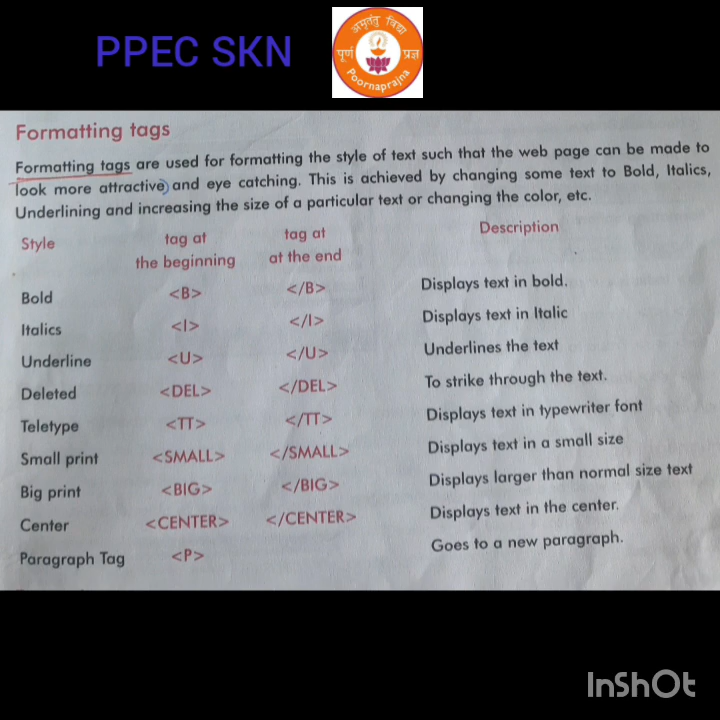 PPEC SKN
अमृतंतु विद्या
पूर्ण प्रज्ञ
Poornaprajna
Formatting tags
Formatting tags are used for formatting the style of text such that the web page can be made to
look more attractive and eye catching. This is achieved by changing some text to Bold, Italics,
Underlining and increasing the size of a particular text or changing the color, etc.
Style tag at the beginning tag at at the end Description
Bold <B> </B> Displays text in bold.
Italics <I> </I> Displays text in Italic
Underline <U> </U> Underlines the text
Deleted <DEL> </DEL> To strike through the text.
Teletype <TT> </TT> Displays text in typewriter font
Small print <SMALL> </SMALL> Displays text in a small size
Big print <BIG> </BIG> Displays larger than normal size text
Center <CENTER> </CENTER> Displays text in the center.
Paragraph Tag <P> Goes to a new paragraph.
InShOt